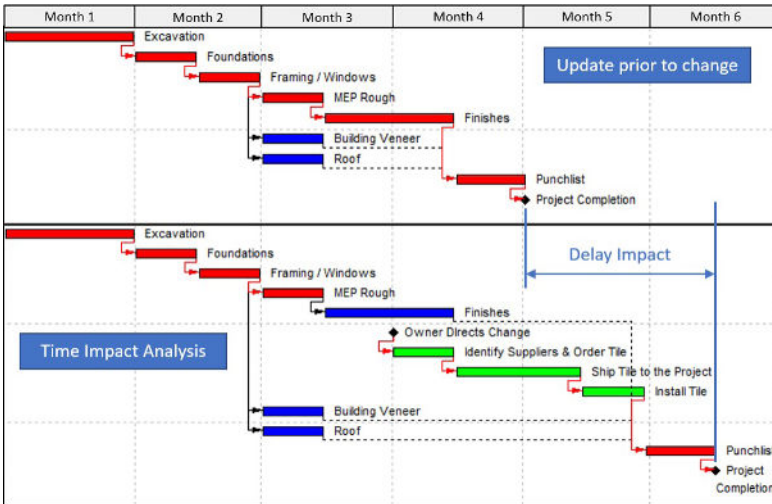 Month 1 Month 2 Month 3 Month 4 Month 5 Month 6
Excavation
Foundations
Framing / Windows
Update prior to change
MEP Rough
Finishes
Building Veneer
Roof
Punchlist
Project Completion
Excavation
Foundations
Delay Impact
Framing / Windows
MEP Rough
Finishes
Owner Directs Change
Time Impact Analysis
Identify Suppliers & Order Tile
Ship Tile to the Project
Install Tile
Building Veneer
Roof
Punchlist
Project
Completion